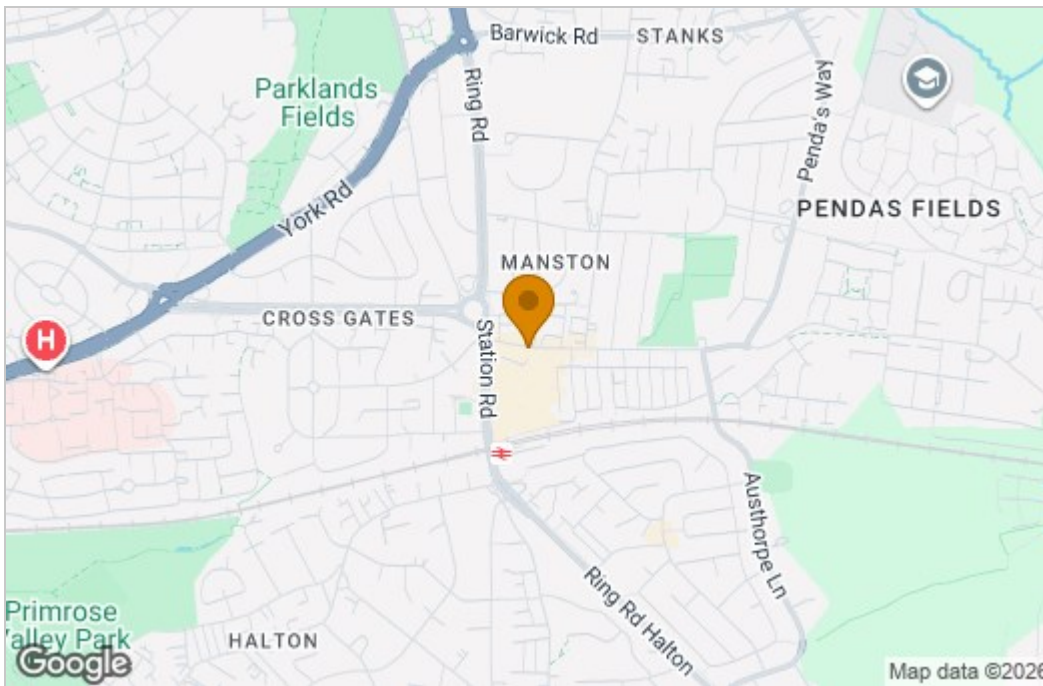 Barwick Rd
STANKS
Ring Rd
Parklands
Fields
Penda's Way
York Rd
PENDAS FIELDS
MANSTON
CROSS GATES
H
Station Rd
Austhorpe Ln
Ring Rd Halton
Primrose
Valley Park
HALTON
Google
Map data ©2026